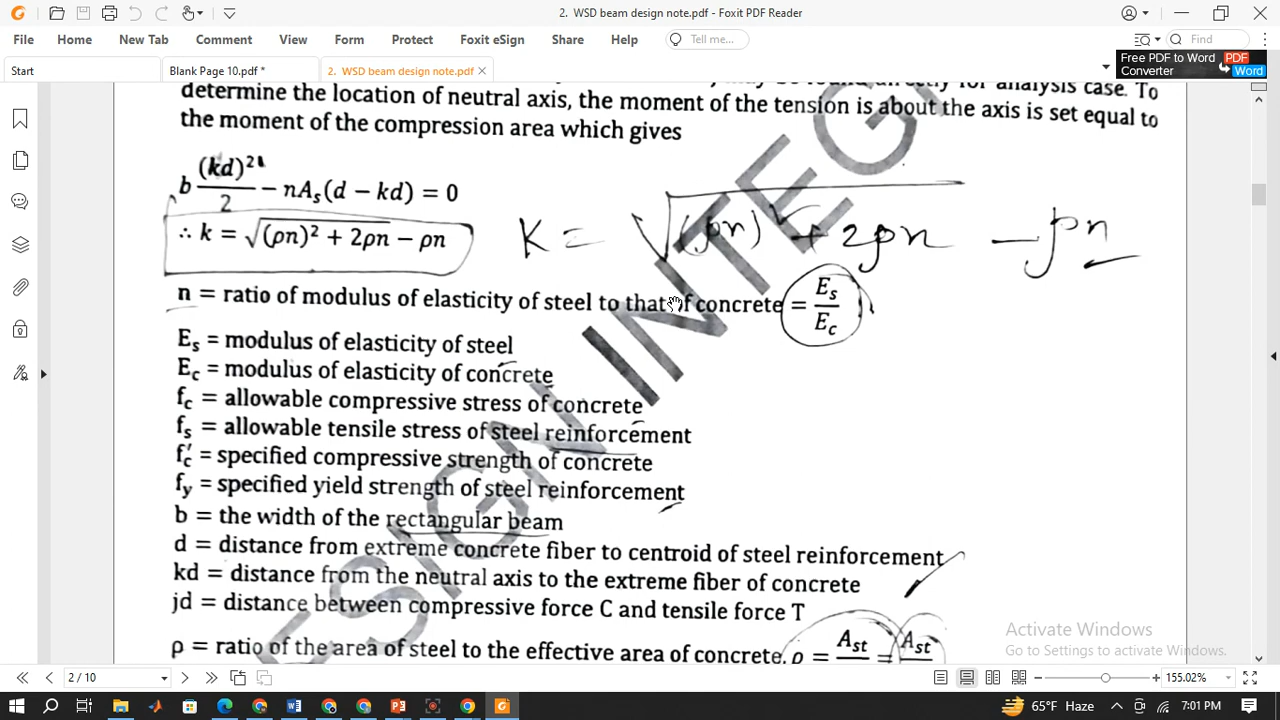 2. WSD beam design note.pdf - Foxit PDF Reader
File Home New Tab Comment View Form Protect Foxit eSign Share Help Tell me... Find
Start Blank Page 10.pdf * 2. WSD beam design note.pdf
Free PDF to Word Converter PDF Word
determine the location of neutral axis, the moment of the tension is about the axis is set equal to
the moment of the compression area which gives
b (kd)²/2 − nAₛ(d − kd) = 0
∴ k = √(ρn)² + 2ρn − ρn
K = √(ρn)² + 2ρn − ρn
n = ratio of modulus of elasticity of steel to that of concrete = Eₛ/E_c
Eₛ = modulus of elasticity of steel
E_c = modulus of elasticity of concrete
f_c = allowable compressive stress of concrete
fₛ = allowable tensile stress of steel reinforcement
f_c′ = specified compressive strength of concrete
f_y = specified yield strength of steel reinforcement
b = the width of the rectangular beam
d = distance from extreme concrete fiber to centroid of steel reinforcement
kd = distance from the neutral axis to the extreme fiber of concrete
jd = distance between compressive force C and tensile force T
ρ = ratio of the area of steel to the effective area of concrete. ρ = Aₛₜ = Aₛₜ
ESIGN INTEG
Activate Windows
Go to Settings to activate Windows.
2 / 10 155.02%
65°F Haze 7:01 PM